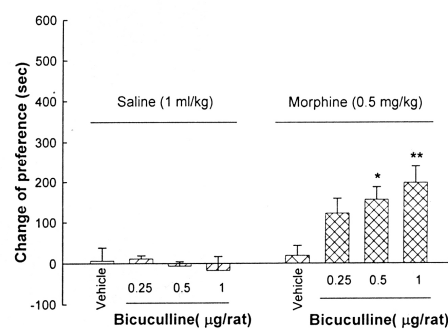 Change of preference (sec)
600
500
400
300
200
100
0
-100
Saline (1 ml/kg)
Morphine (0.5 mg/kg)
*
**
Vehicle
0.25
0.5
1
Vehicle
0.25
0.5
1
Bicuculline( μg/rat)
Bicuculline( μg/rat)